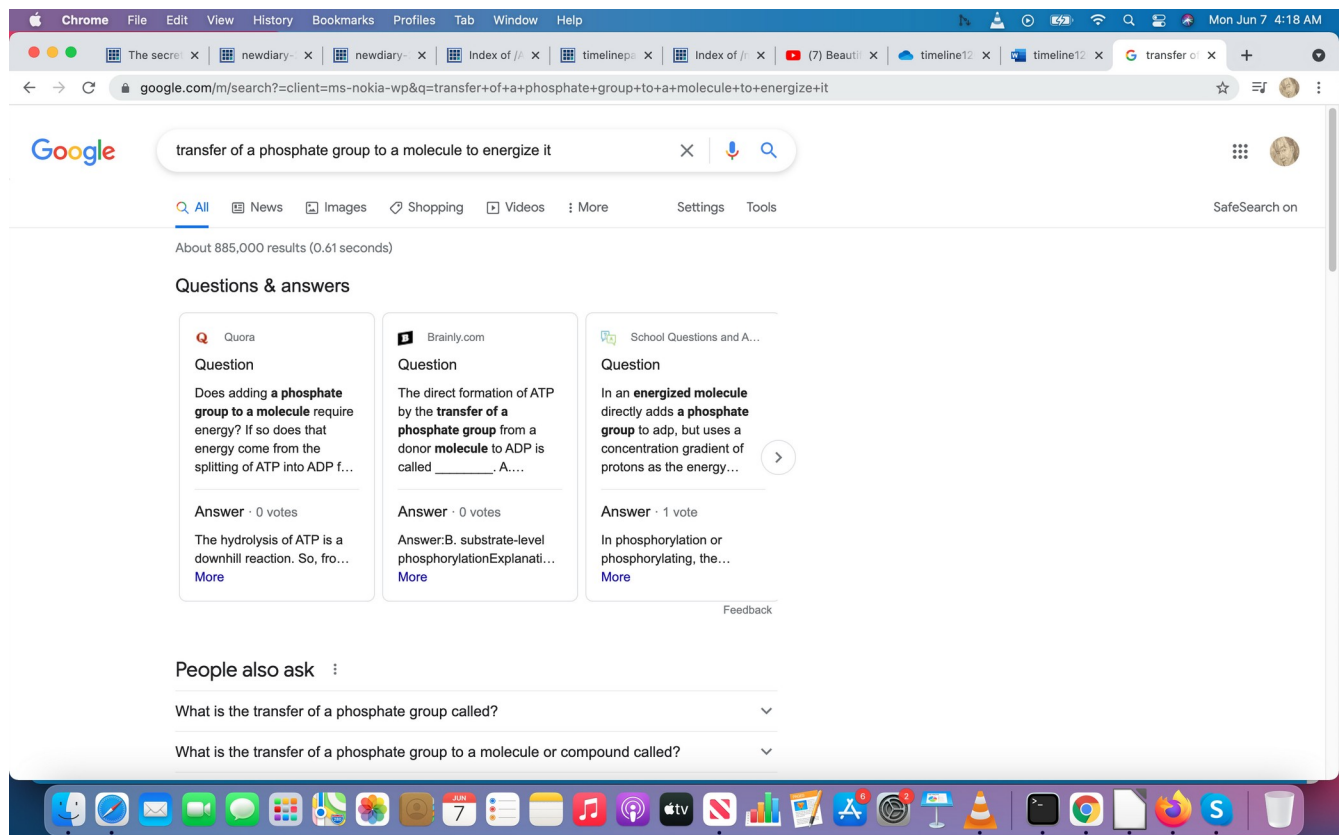 Chrome File Edit View History Bookmarks Profiles Tab Window Help Mon Jun 7 4:18 AM
The secret newdiary- newdiary- Index of /A timelinepa Index of /r (7) Beautif timeline12 timeline12 transfer of
google.com/m/search?=client=ms-nokia-wp&q=transfer+of+a+phosphate+group+to+a+molecule+to+energize+it
Google
transfer of a phosphate group to a molecule to energize it
All News Images Shopping Videos More Settings Tools SafeSearch on
About 885,000 results (0.61 seconds)
Questions & answers
Quora
Question
Does adding a phosphate
group to a molecule require
energy? If so does that
energy come from the
splitting of ATP into ADP f...
Answer · 0 votes
The hydrolysis of ATP is a
downhill reaction. So, fro...
More
Brainly.com
Question
The direct formation of ATP
by the transfer of a
phosphate group from a
donor molecule to ADP is
called ________. A....
Answer · 0 votes
Answer:B. substrate-level
phosphorylationExplanati...
More
School Questions and A...
Question
In an energized molecule
directly adds a phosphate
group to adp, but uses a
concentration gradient of
protons as the energy...
Answer · 1 vote
In phosphorylation or
phosphorylating, the...
More
Feedback
People also ask
What is the transfer of a phosphate group called?
What is the transfer of a phosphate group to a molecule or compound called?
JUN
7
tv
6
2
S